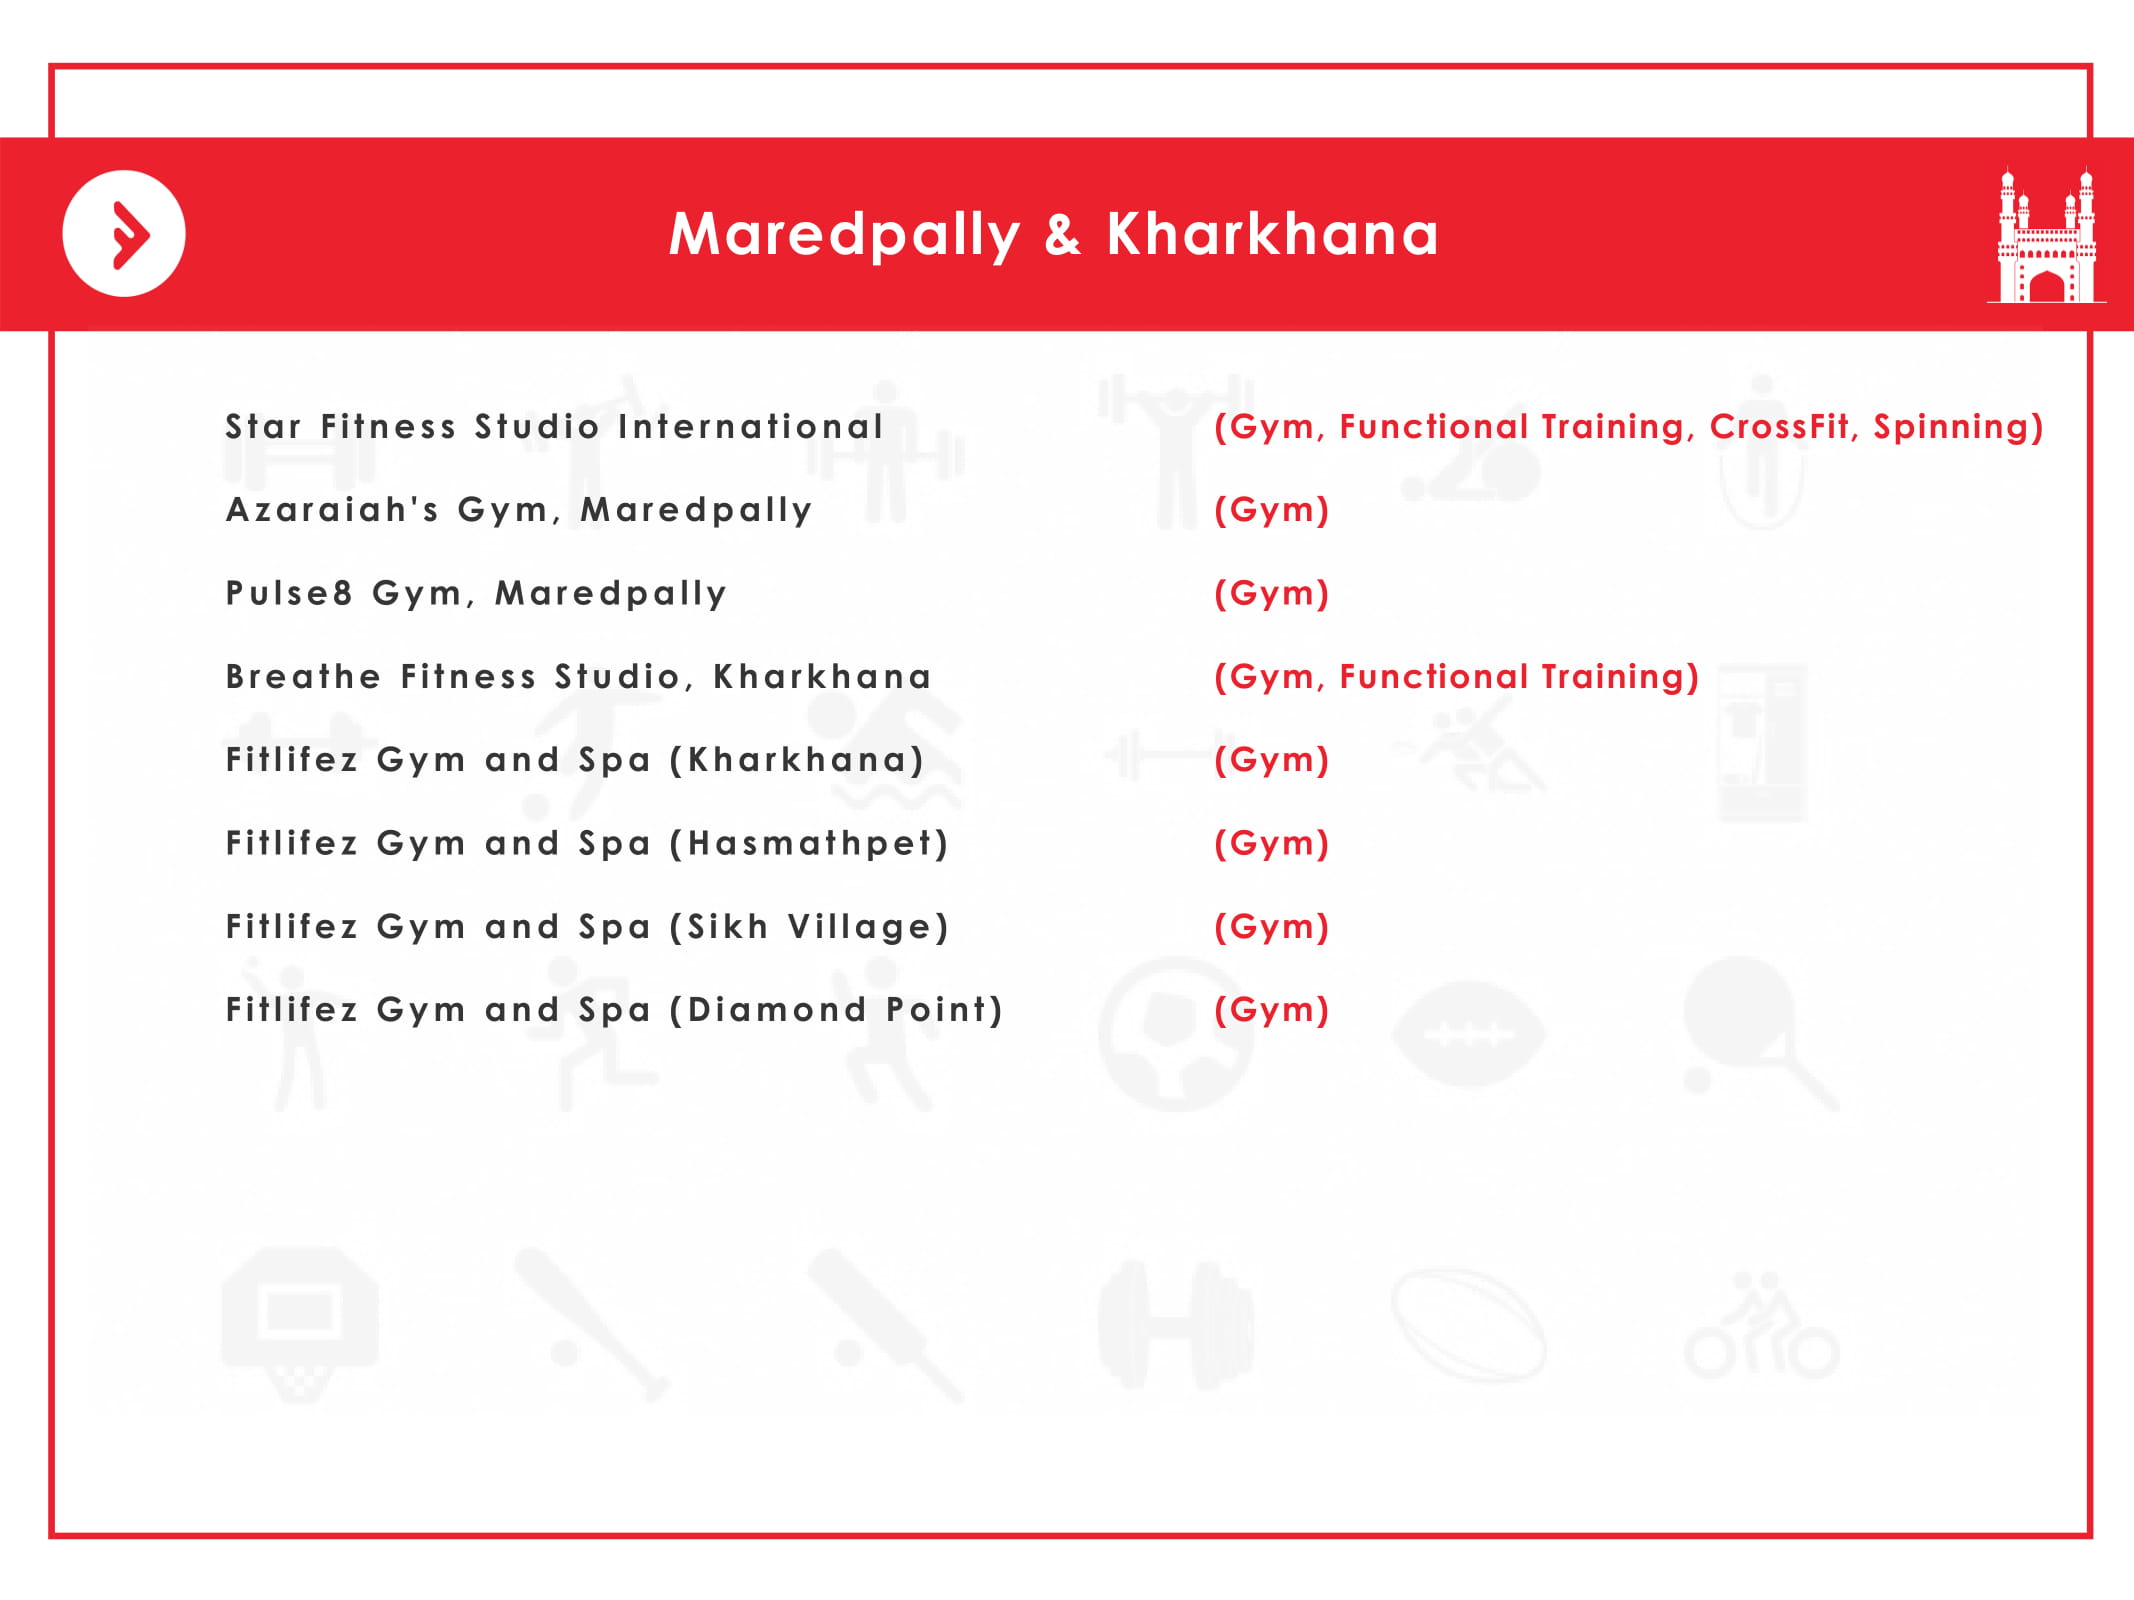 Maredpally & Kharkhana
Star Fitness Studio International (Gym, Functional Training, CrossFit, Spinning)
Azaraiah's Gym, Maredpally (Gym)
Pulse8 Gym, Maredpally (Gym)
Breathe Fitness Studio, Kharkhana (Gym, Functional Training)
Fitlifez Gym and Spa (Kharkhana) (Gym)
Fitlifez Gym and Spa (Hasmathpet) (Gym)
Fitlifez Gym and Spa (Sikh Village) (Gym)
Fitlifez Gym and Spa (Diamond Point) (Gym)